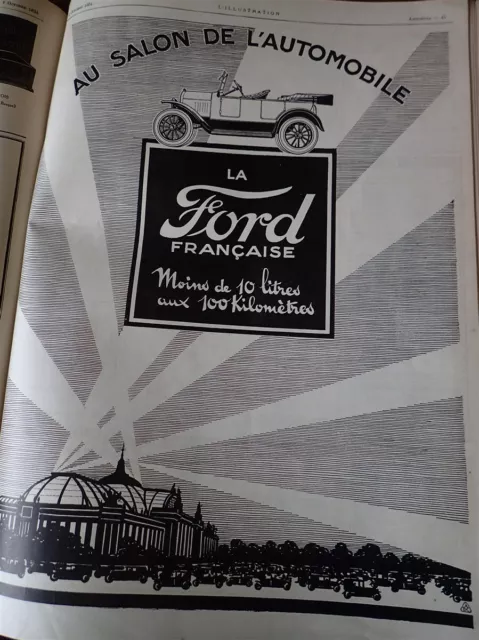 L'ILLUSTRATION
AU SALON DE L'AUTOMOBILE
LA
Ford
FRANÇAISE
Moins de 10 litres
aux 100 Kilomètres